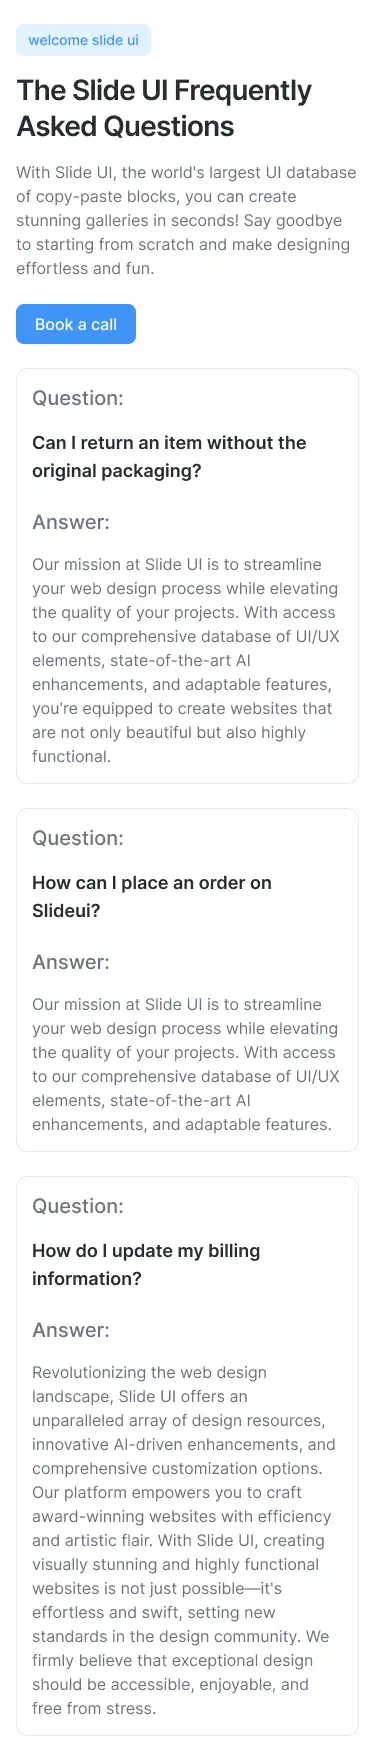 welcome slide ui
The Slide UI Frequently
Asked Questions
With Slide UI, the world's largest UI database
of copy-paste blocks, you can create
stunning galleries in seconds! Say goodbye
to starting from scratch and make designing
effortless and fun.
Book a call
Question:
Can I return an item without the
original packaging?
Answer:
Our mission at Slide UI is to streamline
your web design process while elevating
the quality of your projects. With access
to our comprehensive database of UI/UX
elements, state-of-the-art AI
enhancements, and adaptable features,
you're equipped to create websites that
are not only beautiful but also highly
functional.
Question:
How can I place an order on
Slideui?
Answer:
Our mission at Slide UI is to streamline
your web design process while elevating
the quality of your projects. With access
to our comprehensive database of UI/UX
elements, state-of-the-art AI
enhancements, and adaptable features.
Question:
How do I update my billing
information?
Answer:
Revolutionizing the web design
landscape, Slide UI offers an
unparalleled array of design resources,
innovative AI-driven enhancements, and
comprehensive customization options.
Our platform empowers you to craft
award-winning websites with efficiency
and artistic flair. With Slide UI, creating
visually stunning and highly functional
websites is not just possible—it's
effortless and swift, setting new
standards in the design community. We
firmly believe that exceptional design
should be accessible, enjoyable, and
free from stress.